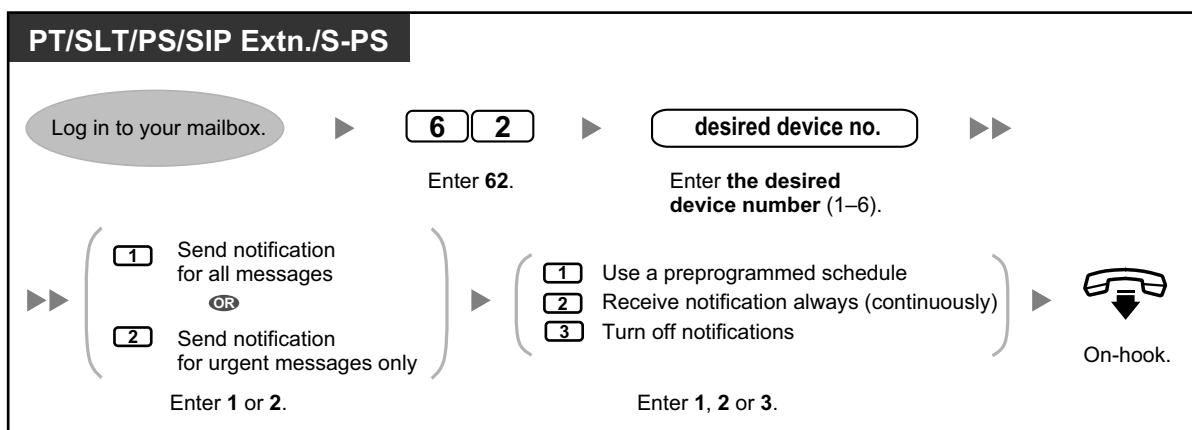 PT/SLT/PS/SIP Extn./S-PS
Log in to your mailbox.
6 2
desired device no.
Enter 62.
Enter the desired
device number (1–6).
1 Send notification
for all messages
OR
2 Send notification
for urgent messages only
Enter 1 or 2.
1 Use a preprogrammed schedule
2 Receive notification always (continuously)
3 Turn off notifications
Enter 1, 2 or 3.
On-hook.